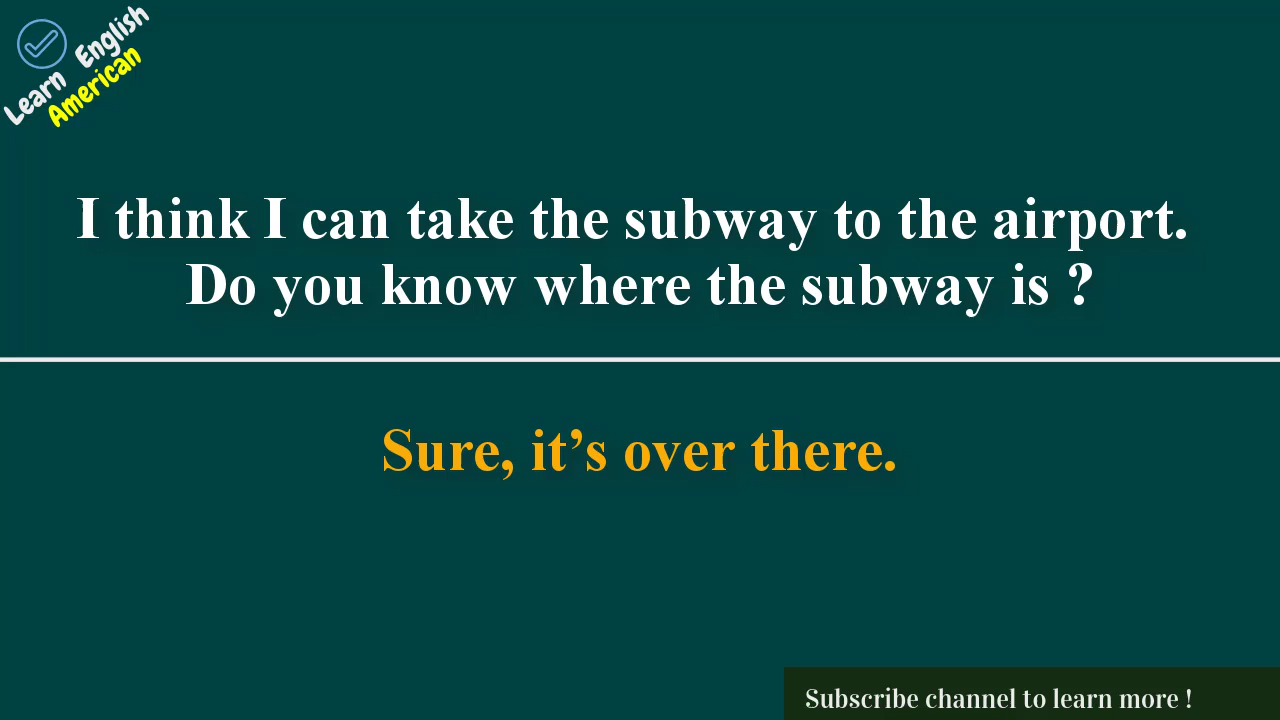 Learn English
American
I think I can take the subway to the airport.
Do you know where the subway is ?
Sure, it’s over there.
Subscribe channel to learn more !